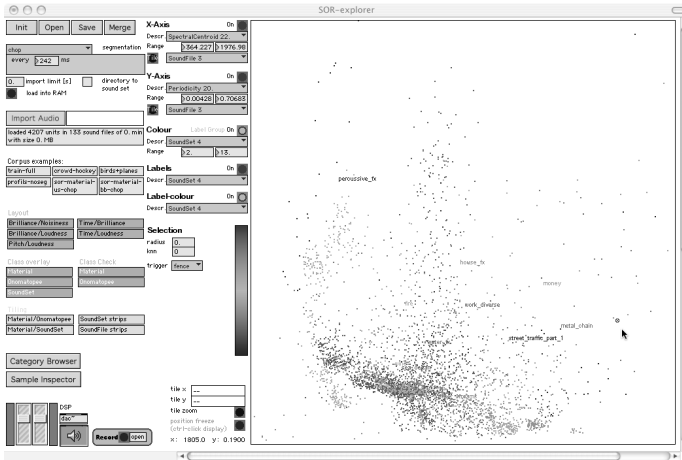 SOR-explorer
Init Open Save Merge
chop segmentation
every 242 ms
0. import limit [s] directory to
sound set
load into RAM
Import Audio
loaded 4207 units in 133 sound files of 0. min
with size 0. MB
Corpus examples:
train-full crowd-hockey birds+planes
profils-noseg sor-material-us-chop sor-material-bb-chop
Layout
Brilliance/Noisiness Time/Brilliance
Brilliance/Loudness Time/Loudness
Pitch/Loudness
Class overlay Class Check
Material Material
Onomatopee Onomatopee
SoundSet
Tiling
Material/Onomatopee SoundSet strips
Material/SoundSet SoundFile strips
Category Browser
Sample Inspector
DSP
dac~
Record open
X-Axis On
Descr SpectralCentroid 22.
Range 364.227 1976.98
SoundFile 3
Y-Axis On
Descr. Periodicity 20.
Range 0.00428 0.70683
SoundFile 3
Colour Label Group On
Descr. SoundSet 4
Range 2. 13.
Labels On
Descr. SoundSet 4
Label-colour On
Descr. SoundSet 4
Selection
radius 0.
knn 0
trigger fence
tile x __
tile y __
tile zoom
position freeze
(ctrl-click display)
x: 1805.0 y: 0.1900
percussive_fx
house_fx
money
work_diverse
metal_chain
street_traffic_part_1